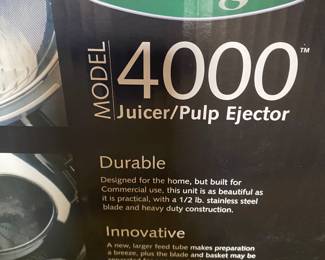 MODEL
4000™
Juicer/Pulp Ejector
Durable
Designed for the home, but built for
Commercial use, this unit is as beautiful as
it is practical, with a 1/2 lb. stainless steel
blade and heavy duty construction.
Innovative
A new, larger feed tube makes preparation
a breeze, plus the blade and basket may be